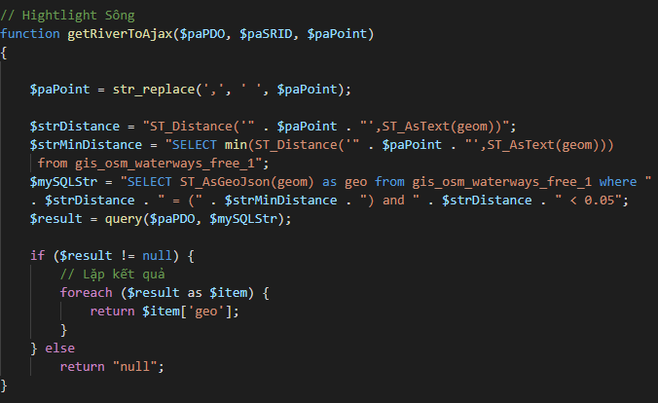 // Hightlight Sông
function getRiverToAjax($paPDO, $paSRID, $paPoint)
{
$paPoint = str_replace(',', ' ', $paPoint);
$strDistance = "ST_Distance('" . $paPoint . "',ST_AsText(geom))";
$strMinDistance = "SELECT min(ST_Distance('" . $paPoint . "',ST_AsText(geom)))
from gis_osm_waterways_free_1";
$mySQLStr = "SELECT ST_AsGeoJson(geom) as geo from gis_osm_waterways_free_1 where "
. $strDistance . " = (" . $strMinDistance . ") and " . $strDistance . " < 0.05";
$result = query($paPDO, $mySQLStr);
if ($result != null) {
// Lặp kết quả
foreach ($result as $item) {
return $item['geo'];
}
} else
return "null";
}